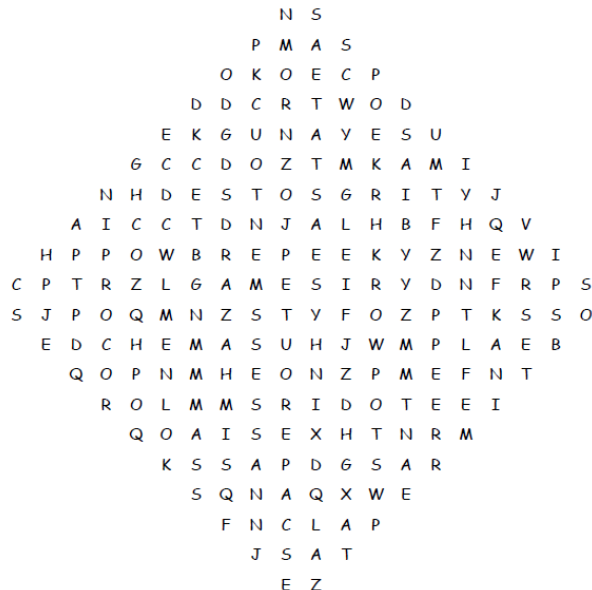 N S
P M A S
O K O E C P
D D C R T W O D
E K G U N A Y E S U
G C C D O Z T M K A M I
N H D E S T O S G R I T Y J
A I C C T D N J A L H B F H Q V
H P P O W B R E P E E K Y Z N E W I
C P T R Z L G A M E S I R Y D N F R P S
S J P O Q M N Z S T Y F O Z P T K S S O
E D C H E M A S U H J W M P L A E B
Q O P N M H E O N Z P M E F N T
R O L M M S R I D O T E E I
Q O A I S E X H T N R M
K S S A P D G S A R
S Q N A Q X W E
F N C L A P
J S A T
E Z